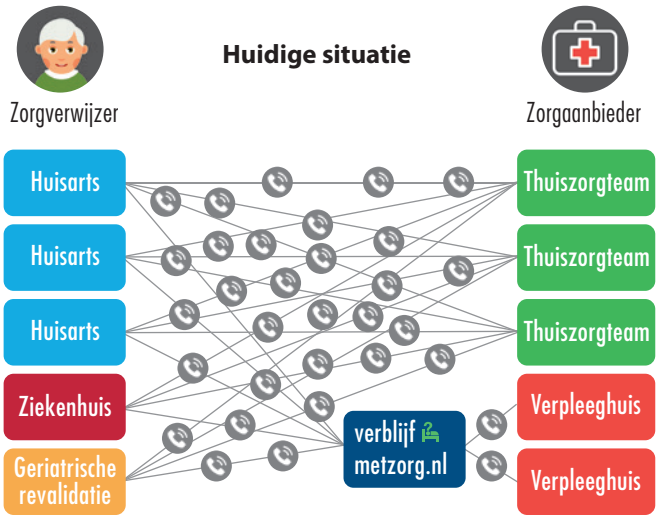 Huidige situatie
Zorgverwijzer
Zorgaanbieder
Huisarts
Thuiszorgteam
Huisarts
Thuiszorgteam
Huisarts
Thuiszorgteam
Ziekenhuis
Verpleeghuis
verblijf
metzorg.nl
Geriatrische
revalidatie
Verpleeghuis